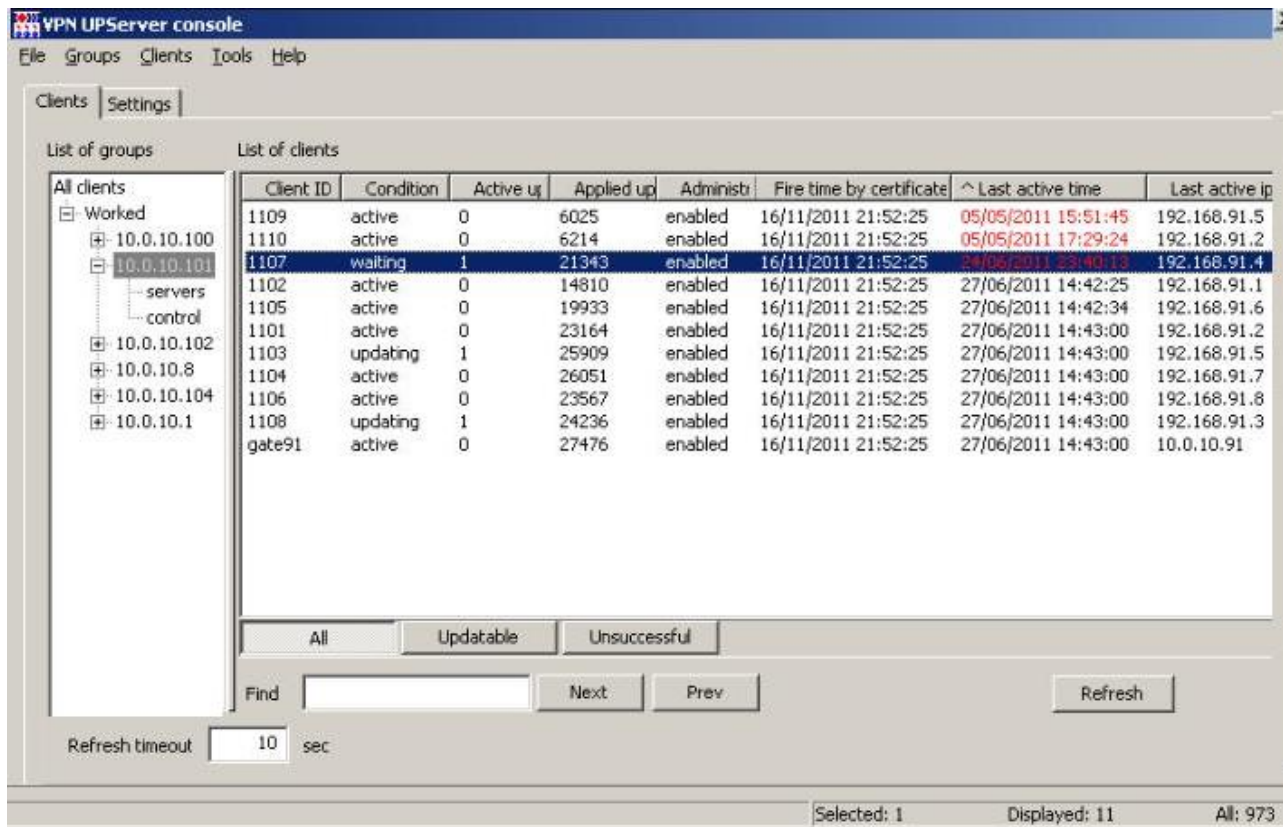 VPN UPServer console
File Groups Clients Tools Help
Clients Settings
List of groups List of clients
All clients
Worked
10.0.10.100
10.0.10.101
servers
control
10.0.10.102
10.0.10.8
10.0.10.104
10.0.10.1
Client ID Condition Active up Applied up Administr Fire time by certificate ^ Last active time Last active ip
1109 active 0 6025 enabled 16/11/2011 21:52:25 05/05/2011 15:51:45 192.168.91.5
1110 active 0 6214 enabled 16/11/2011 21:52:25 05/05/2011 17:29:24 192.168.91.2
1107 waiting 1 21343 enabled 16/11/2011 21:52:25 24/06/2011 23:40:13 192.168.91.4
1102 active 0 14810 enabled 16/11/2011 21:52:25 27/06/2011 14:42:25 192.168.91.1
1105 active 0 19933 enabled 16/11/2011 21:52:25 27/06/2011 14:42:34 192.168.91.6
1101 active 0 23164 enabled 16/11/2011 21:52:25 27/06/2011 14:43:00 192.168.91.2
1103 updating 1 25909 enabled 16/11/2011 21:52:25 27/06/2011 14:43:00 192.168.91.5
1104 active 0 26051 enabled 16/11/2011 21:52:25 27/06/2011 14:43:00 192.168.91.7
1106 active 0 23567 enabled 16/11/2011 21:52:25 27/06/2011 14:43:00 192.168.91.8
1108 updating 1 24236 enabled 16/11/2011 21:52:25 27/06/2011 14:43:00 192.168.91.3
gate91 active 0 27476 enabled 16/11/2011 21:52:25 27/06/2011 14:43:00 10.0.10.91
All Updatable Unsuccessful
Find Next Prev Refresh
Refresh timeout 10 sec
Selected: 1 Displayed: 11 All: 973